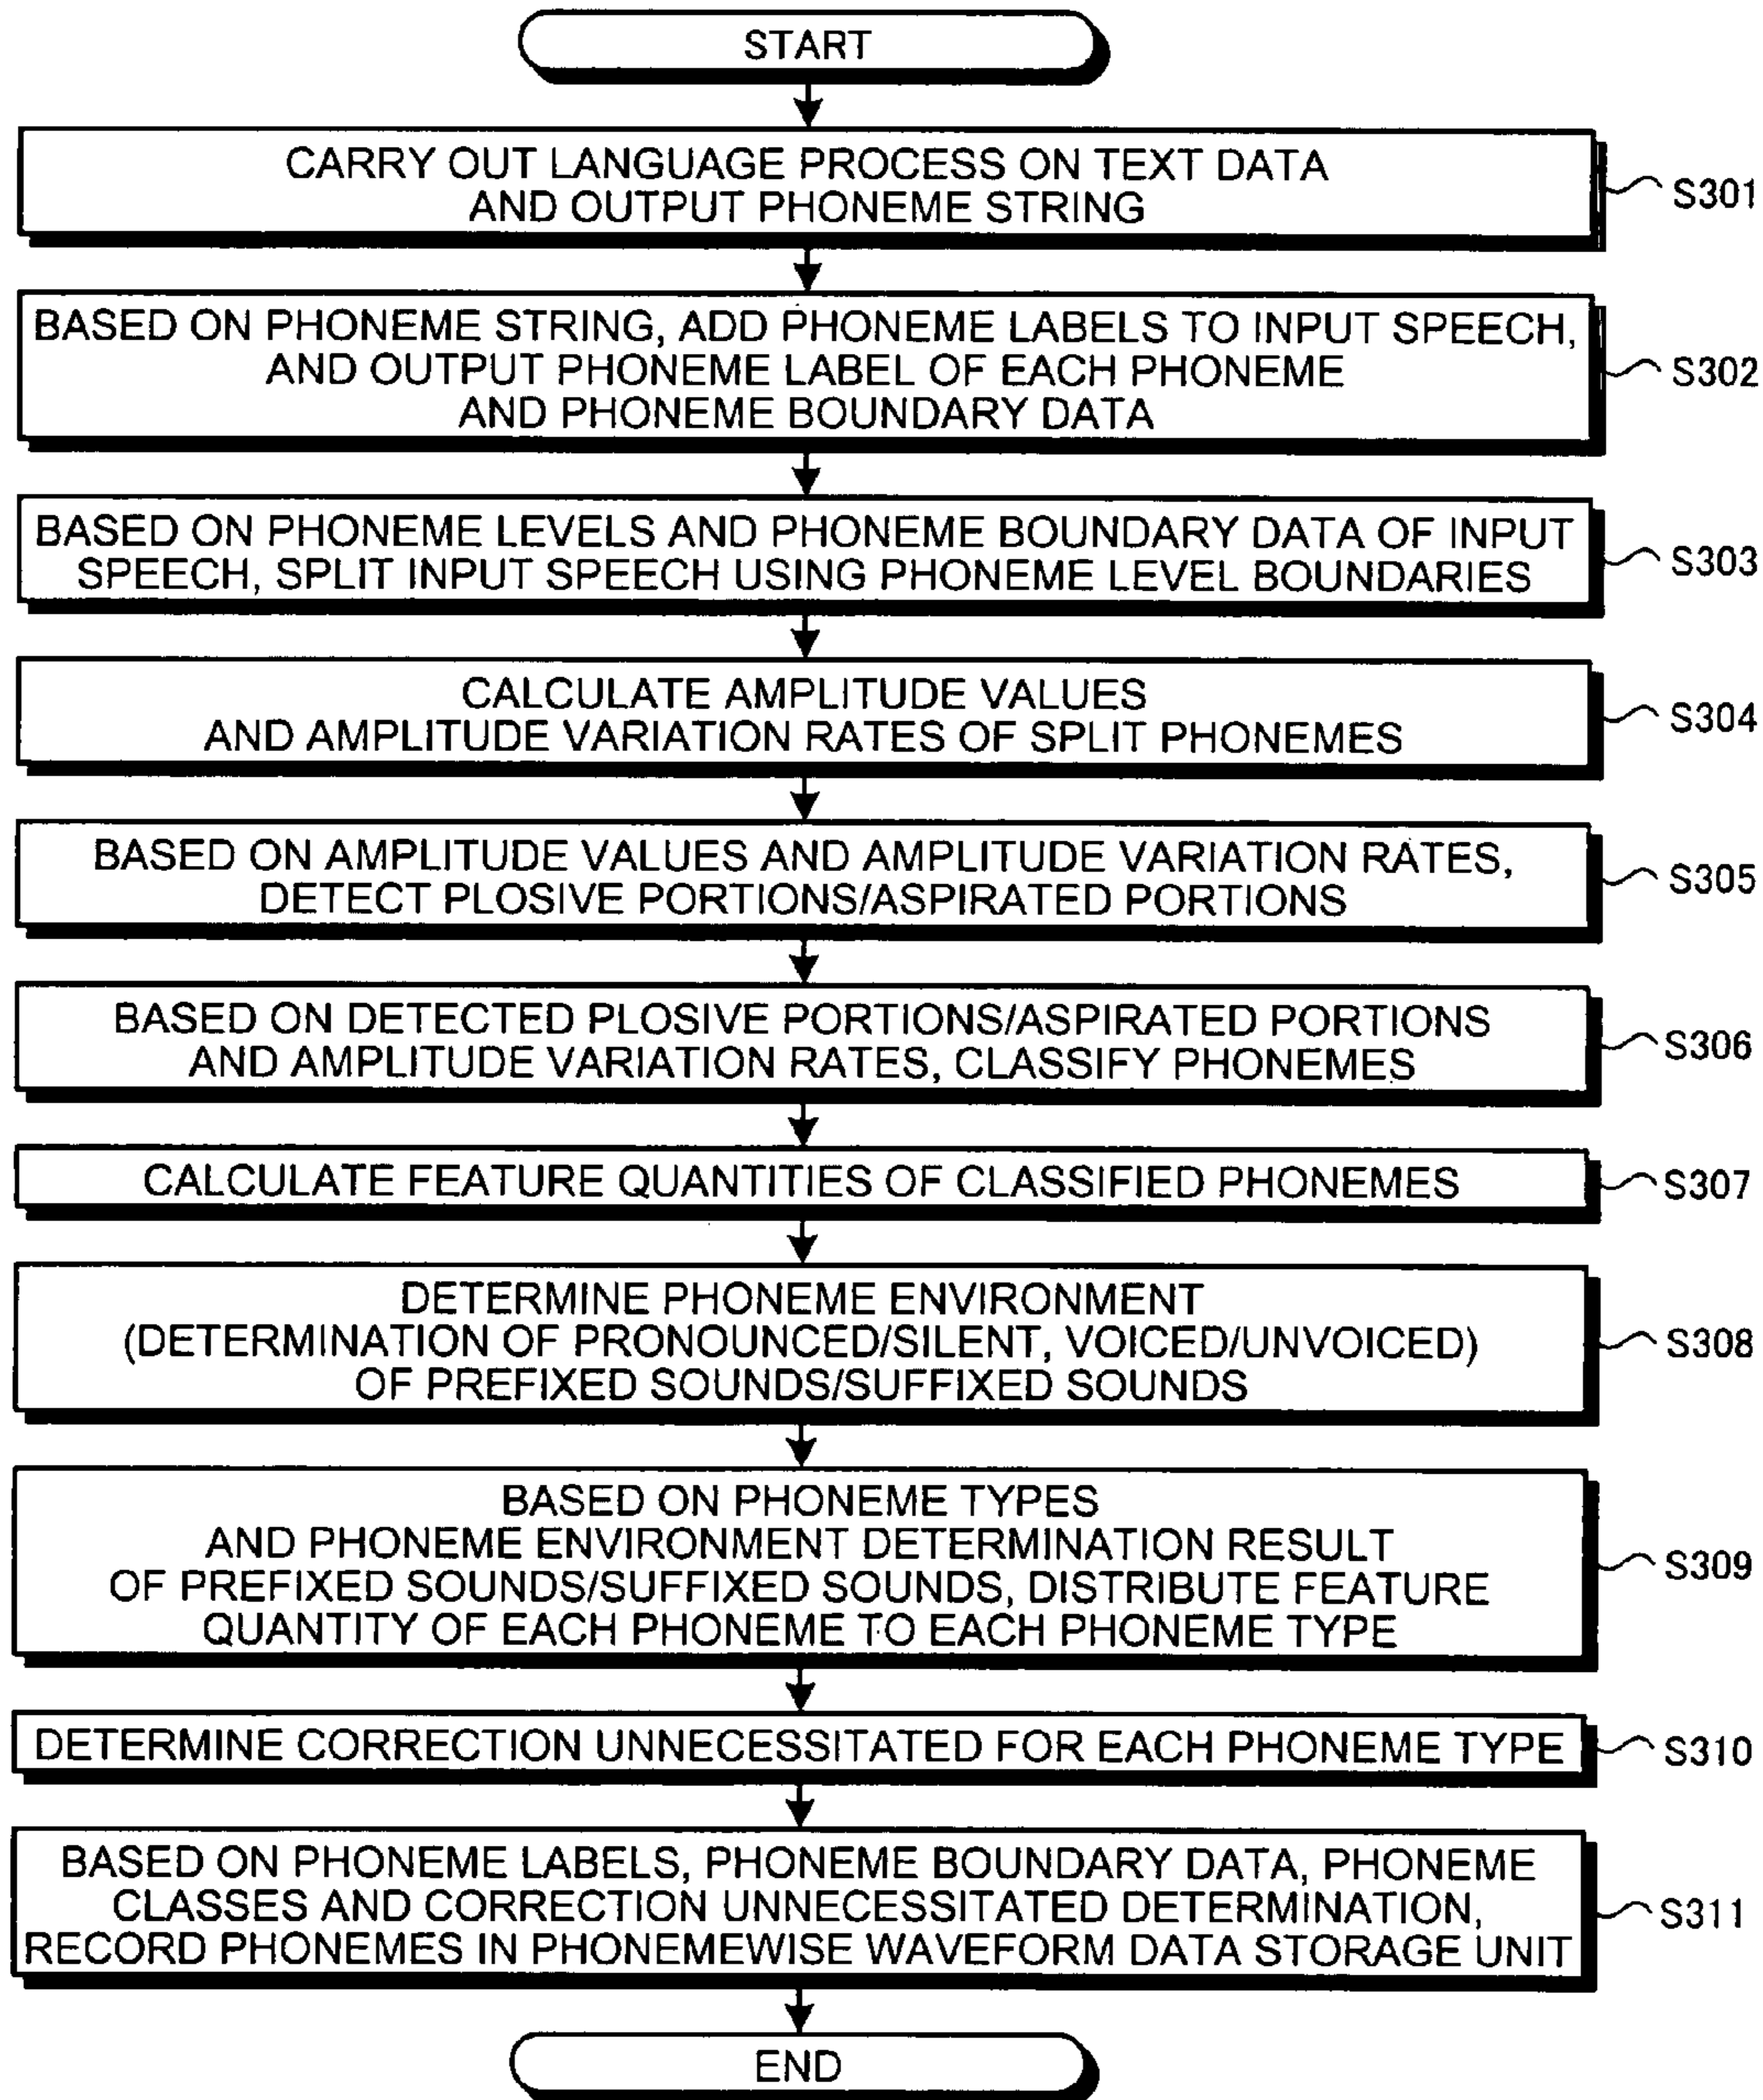 START
CARRY OUT LANGUAGE PROCESS ON TEXT DATA
AND OUTPUT PHONEME STRING
S301
BASED ON PHONEME STRING, ADD PHONEME LABELS TO INPUT SPEECH,
AND OUTPUT PHONEME LABEL OF EACH PHONEME
AND PHONEME BOUNDARY DATA
S302
BASED ON PHONEME LEVELS AND PHONEME BOUNDARY DATA OF INPUT
SPEECH, SPLIT INPUT SPEECH USING PHONEME LEVEL BOUNDARIES
S303
CALCULATE AMPLITUDE VALUES
AND AMPLITUDE VARIATION RATES OF SPLIT PHONEMES
S304
BASED ON AMPLITUDE VALUES AND AMPLITUDE VARIATION RATES,
DETECT PLOSIVE PORTIONS/ASPIRATED PORTIONS
S305
BASED ON DETECTED PLOSIVE PORTIONS/ASPIRATED PORTIONS
AND AMPLITUDE VARIATION RATES, CLASSIFY PHONEMES
S306
CALCULATE FEATURE QUANTITIES OF CLASSIFIED PHONEMES
S307
DETERMINE PHONEME ENVIRONMENT
(DETERMINATION OF PRONOUNCED/SILENT, VOICED/UNVOICED)
OF PREFIXED SOUNDS/SUFFIXED SOUNDS
S308
BASED ON PHONEME TYPES
AND PHONEME ENVIRONMENT DETERMINATION RESULT
OF PREFIXED SOUNDS/SUFFIXED SOUNDS, DISTRIBUTE FEATURE
QUANTITY OF EACH PHONEME TO EACH PHONEME TYPE
S309
DETERMINE CORRECTION UNNECESSITATED FOR EACH PHONEME TYPE
S310
BASED ON PHONEME LABELS, PHONEME BOUNDARY DATA, PHONEME
CLASSES AND CORRECTION UNNECESSITATED DETERMINATION,
RECORD PHONEMES IN PHONEMEWISE WAVEFORM DATA STORAGE UNIT
S311
END